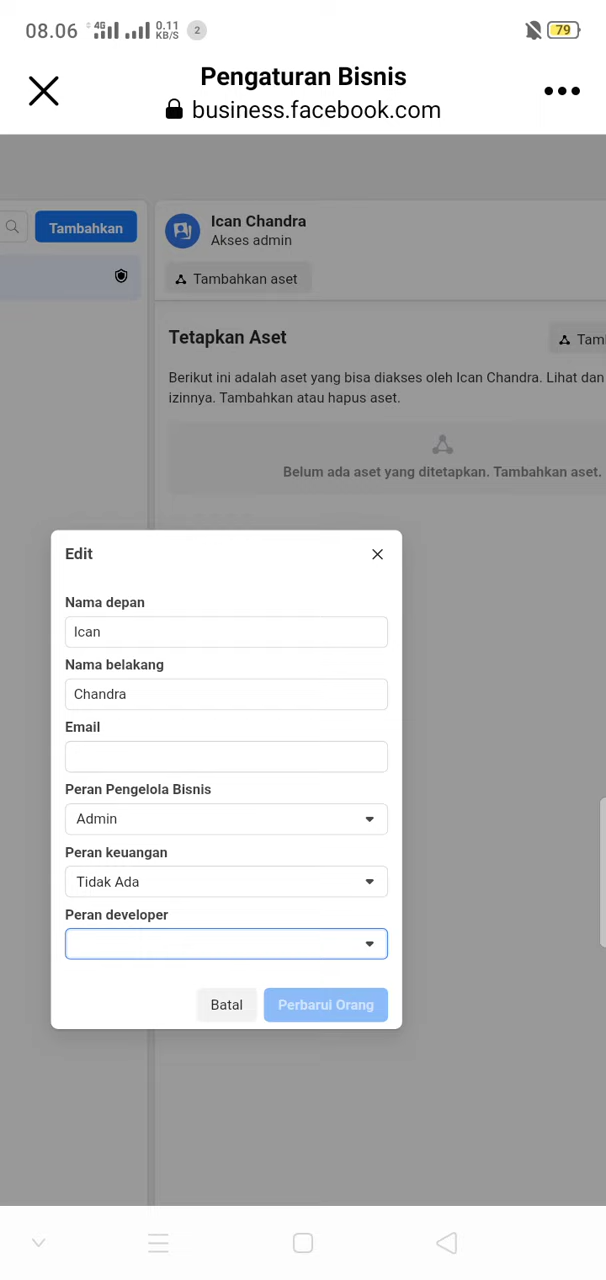 08.06 4G 0.11 KB/S 2 79
Pengaturan Bisnis
business.facebook.com
Tambahkan
Ican Chandra
Akses admin
Tambahkan aset
Tetapkan Aset
Tam
Berikut ini adalah aset yang bisa diakses oleh Ican Chandra. Lihat dan
izinnya. Tambahkan atau hapus aset.
Belum ada aset yang ditetapkan. Tambahkan aset.
Edit
Nama depan
Ican
Nama belakang
Chandra
Email
Peran Pengelola Bisnis
Admin
Peran keuangan
Tidak Ada
Peran developer
Batal Perbarui Orang